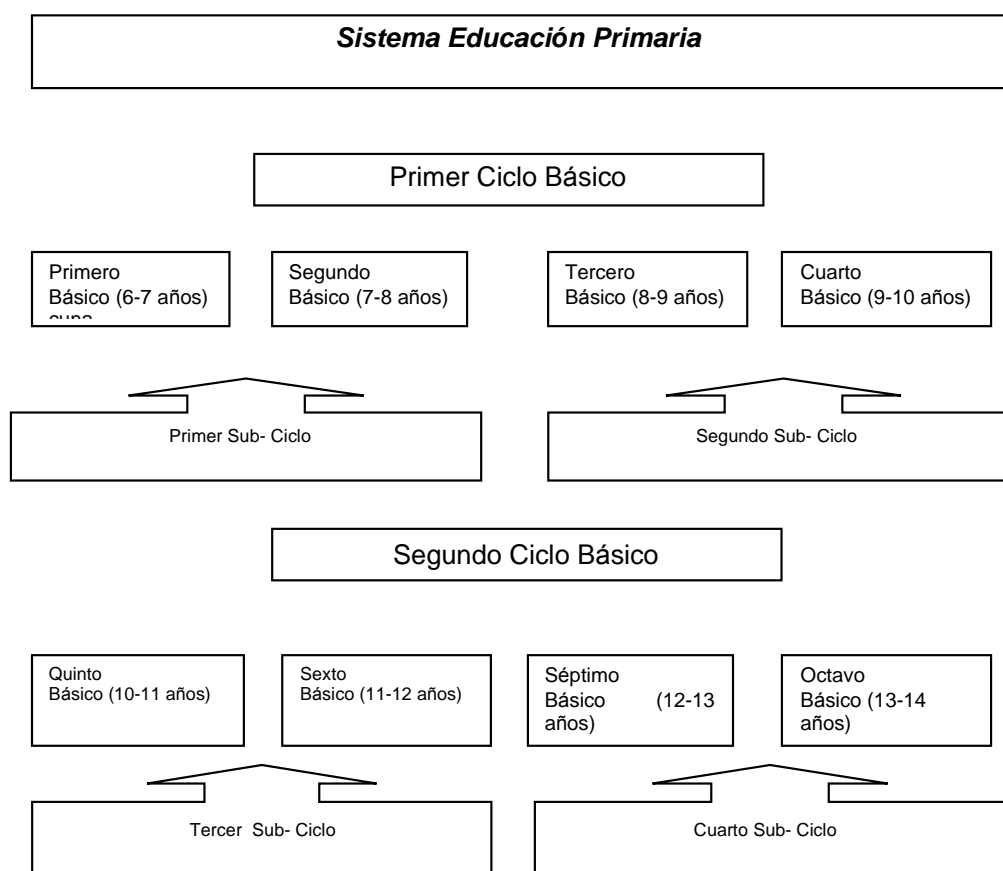 Sistema Educación Primaria
Primer Ciclo Básico
Primero
Básico (6-7 años)
Segundo
Básico (7-8 años)
Tercero
Básico (8-9 años)
Cuarto
Básico (9-10 años)
Primer Sub- Ciclo
Segundo Sub- Ciclo
Segundo Ciclo Básico
Quinto
Básico (10-11 años)
Sexto
Básico (11-12 años)
Séptimo
Básico (12-13
años)
Octavo
Básico (13-14
años)
Tercer Sub- Ciclo
Cuarto Sub- Ciclo